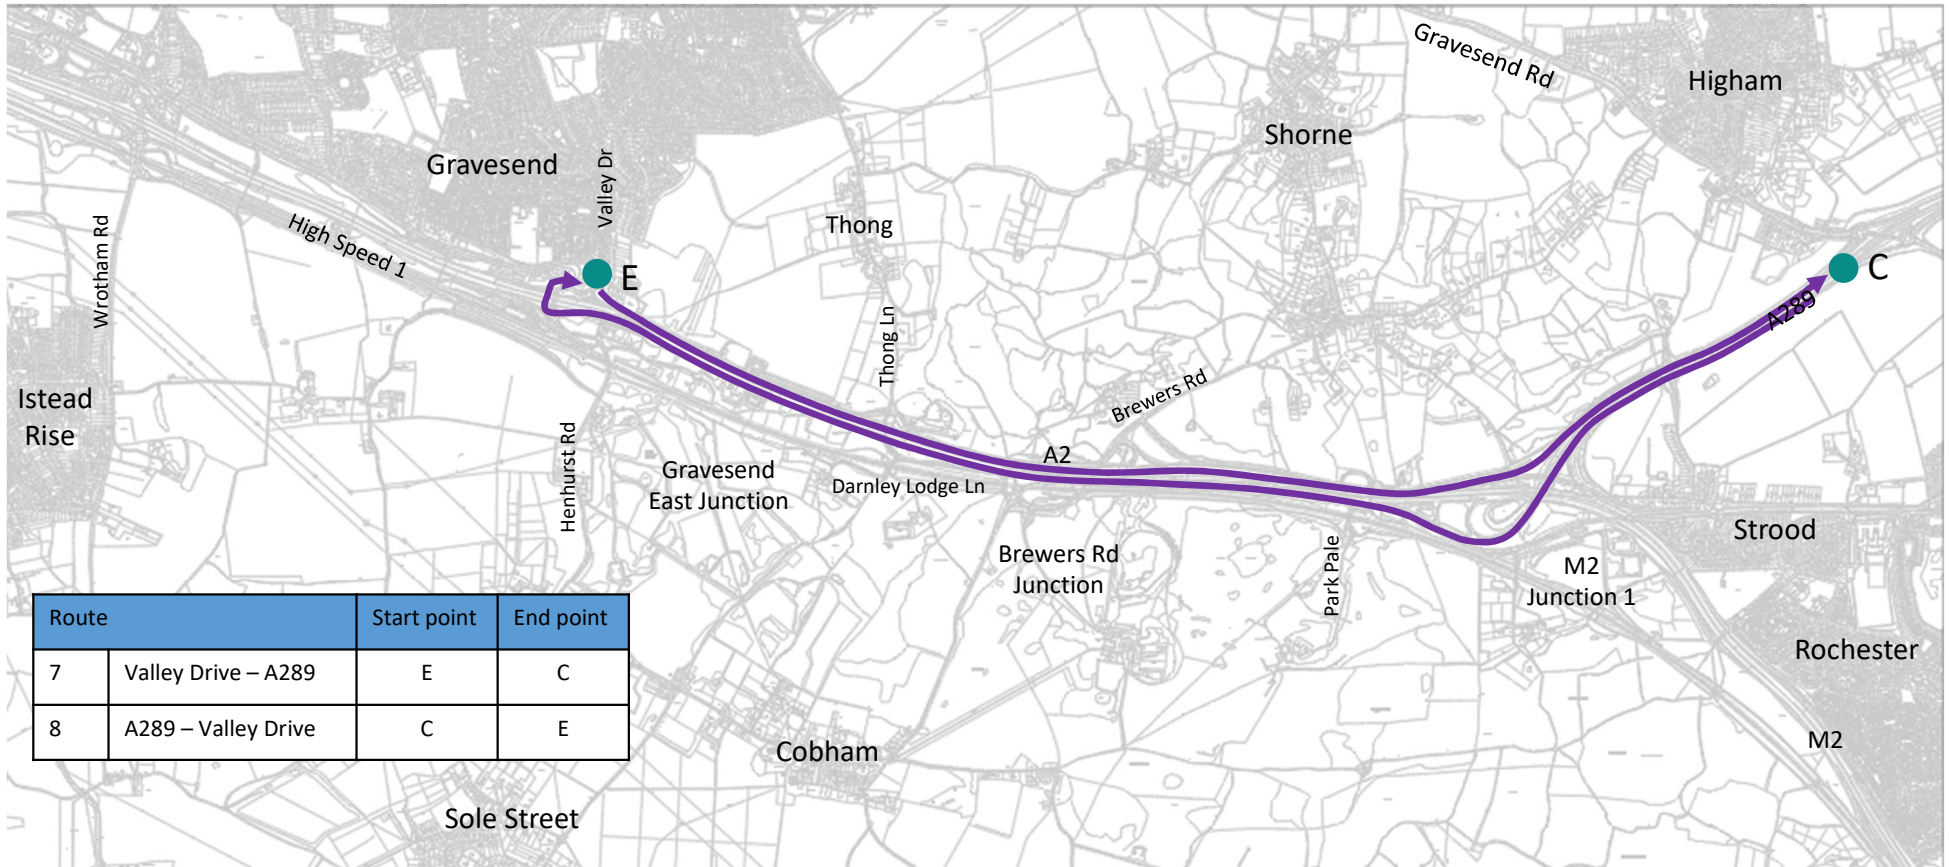 Gravesend Rd
Higham
Shorne
Gravesend
Valley Dr
Thong
High Speed 1
Wrotham Rd
E
C
A289
Thong Ln
Istead
Rise
Brewers Rd
Henhurst Rd
A2
Gravesend
East Junction
Darnley Lodge Ln
Strood
Brewers Rd
Junction
Park Pale
M2
Junction 1
Route Start point End point
7 Valley Drive – A289 E C
8 A289 – Valley Drive C E
Rochester
M2
Cobham
Sole Street